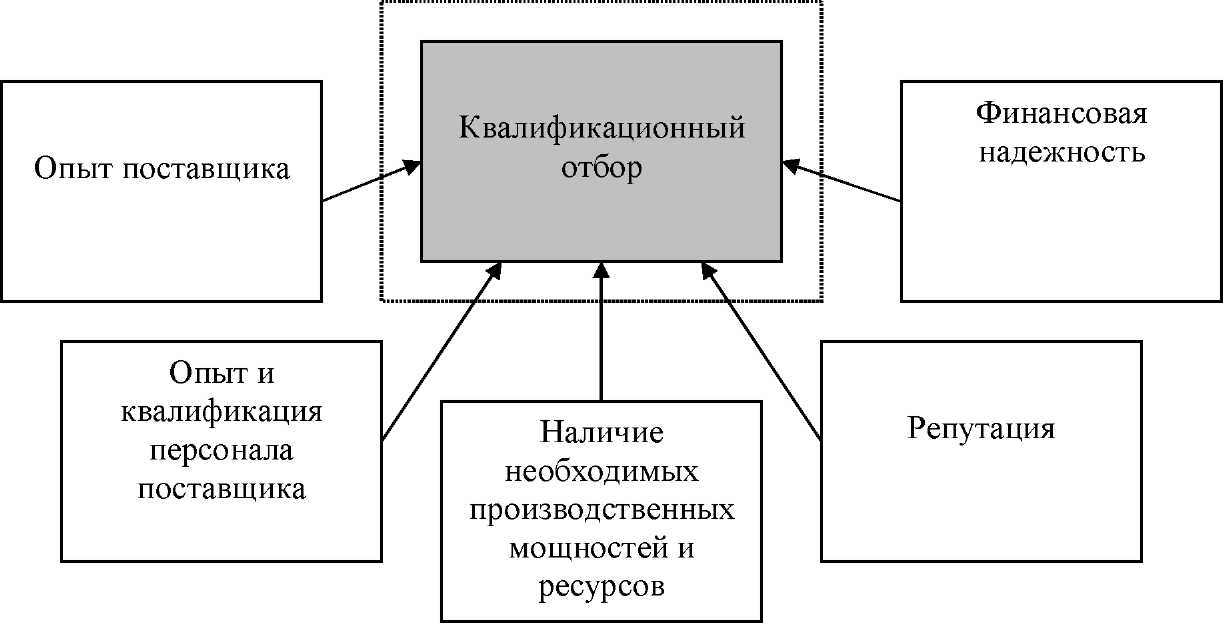 Квалификационный
отбор
Опыт поставщика
Финансовая
надежность
Опыт и
квалификация
персонала
поставщика
Наличие
необходимых
производственных
мощностей и
ресурсов
Репутация